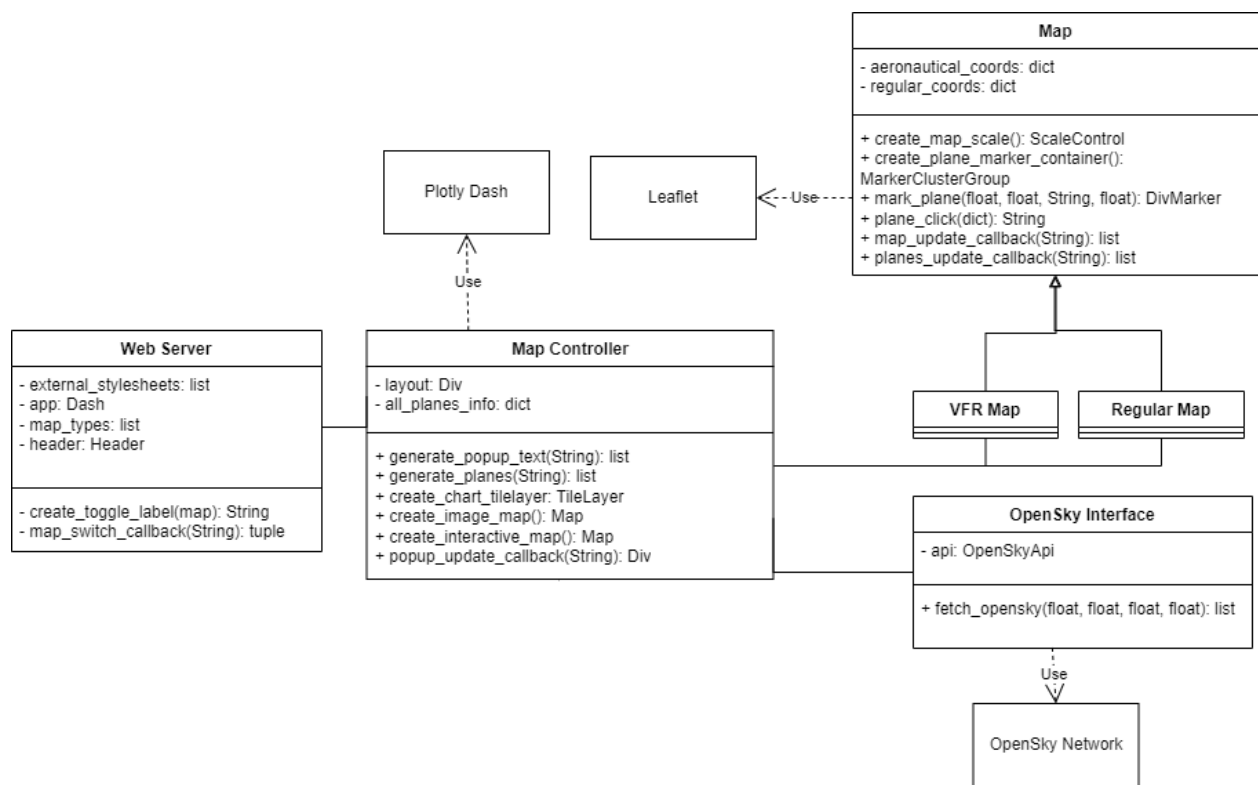 Map
- aeronautical_coords: dict
- regular_coords: dict
+ create_map_scale(): ScaleControl
+ create_plane_marker_container():
MarkerClusterGroup
+ mark_plane(float, float, String, float): DivMarker
+ plane_click(dict): String
+ map_update_callback(String): list
+ planes_update_callback(String): list
Plotly Dash
Leaflet
Use
Use
Web Server
- external_stylesheets: list
- app: Dash
- map_types: list
- header: Header
- create_toggle_label(map): String
- map_switch_callback(String): tuple
Map Controller
- layout: Div
- all_planes_info: dict
+ generate_popup_text(String): list
+ generate_planes(String): list
+ create_chart_tilelayer: TileLayer
+ create_image_map(): Map
+ create_interactive_map(): Map
+ popup_update_callback(String): Div
VFR Map
Regular Map
OpenSky Interface
- api: OpenSkyApi
+ fetch_opensky(float, float, float, float): list
Use
OpenSky Network